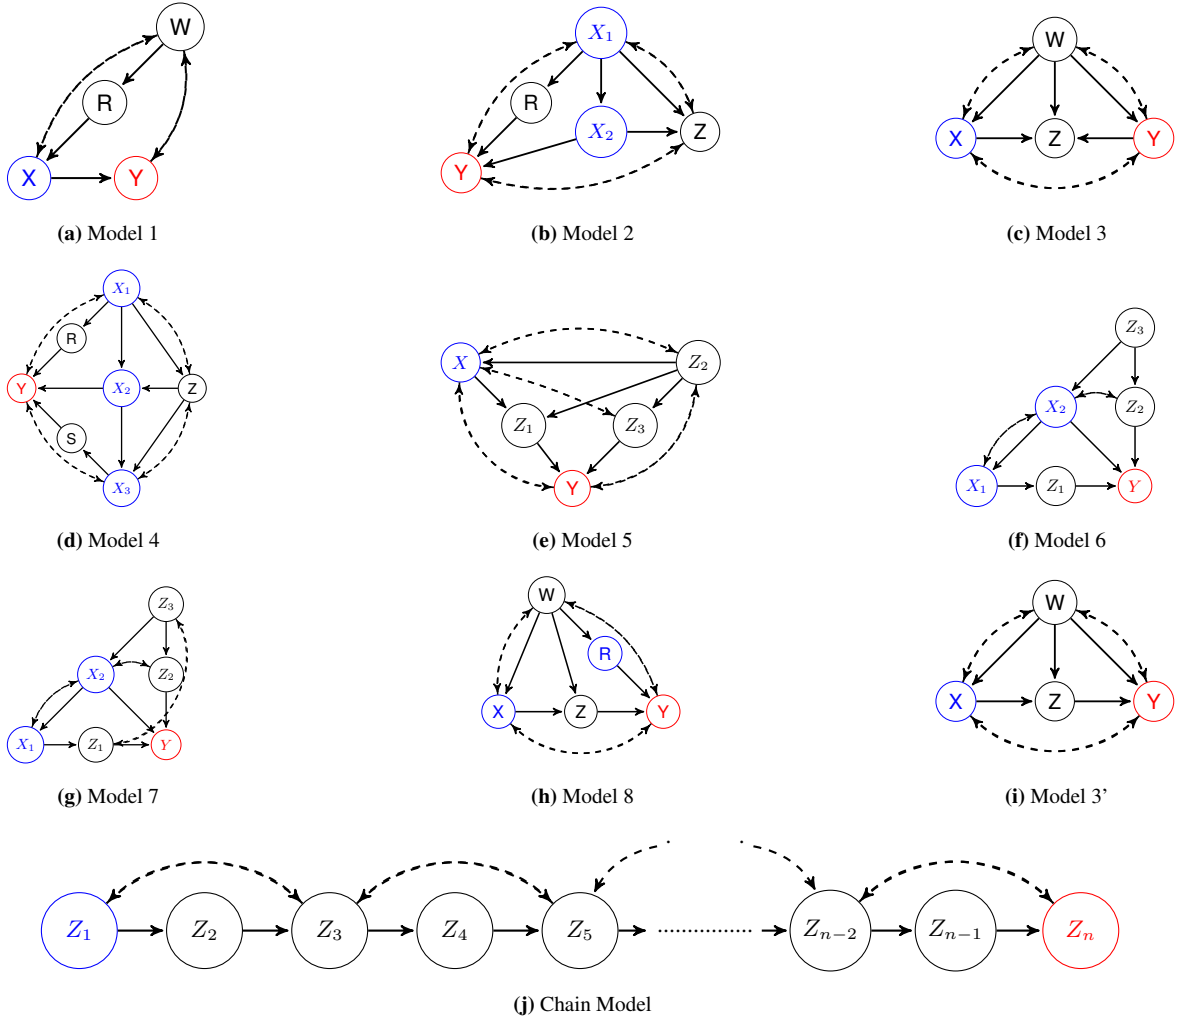 W
R
X
Y
(a) Model 1
X₁
R
X₂
Z
Y
(b) Model 2
W
X
Z
Y
(c) Model 3
X₁
R
Y
X₂
Z
S
X₃
(d) Model 4
X
Z₂
Z₁
Z₃
Y
(e) Model 5
Z₃
X₂
Z₂
X₁
Z₁
Y
(f) Model 6
Z₃
X₂
Z₂
X₁
Z₁
Y
(g) Model 7
W
R
X
Z
Y
(h) Model 8
W
X
Z
Y
(i) Model 3’
Z₁ Z₂ Z₃ Z₄ Z₅ Zₙ₋₂ Zₙ₋₁ Zₙ
(j) Chain Model